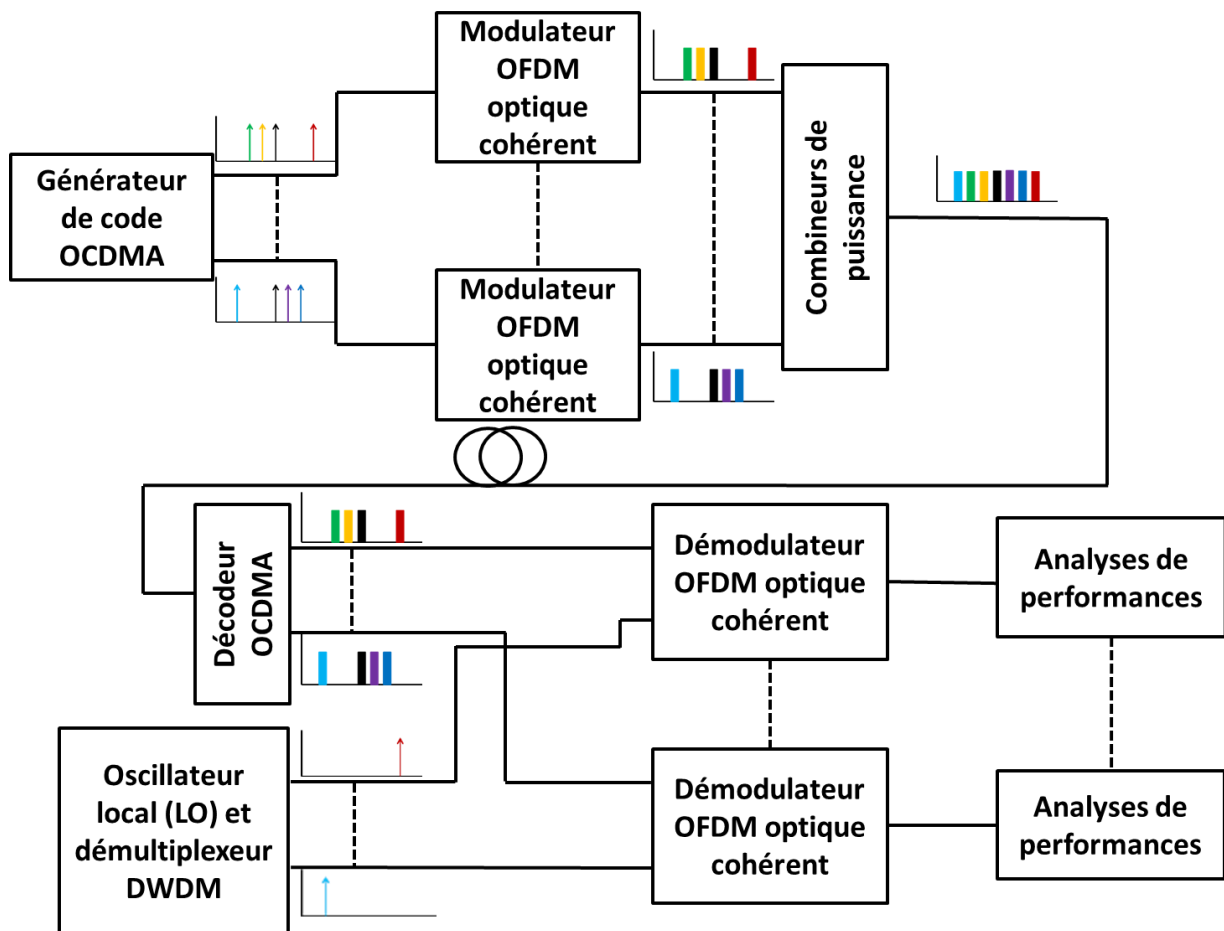 Modulateur
OFDM
optique
cohérent
Générateur
de code
OCDMA
Combineurs de
puissance
Modulateur
OFDM
optique
cohérent
Décodeur
OCDMA
Démodulateur
OFDM optique
cohérent
Analyses de
performances
Oscillateur
local (LO) et
démultiplexeur
DWDM
Démodulateur
OFDM optique
cohérent
Analyses de
performances